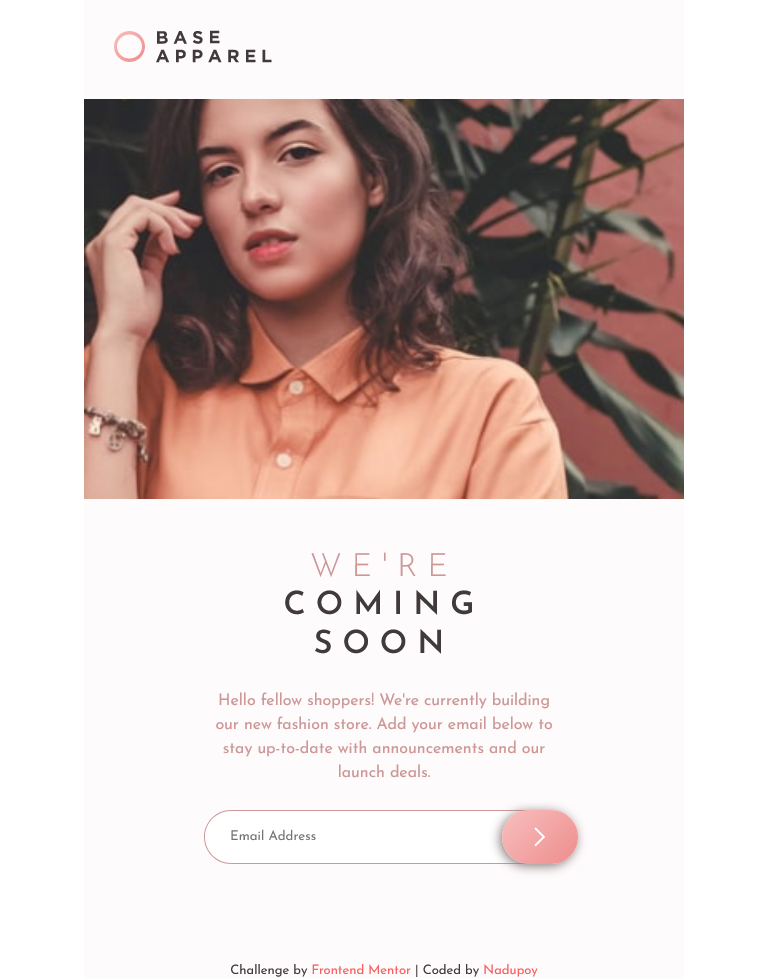 BASE
APPAREL
WE'RE
COMING
SOON
Hello fellow shoppers! We're currently building
our new fashion store. Add your email below to
stay up-to-date with announcements and our
launch deals.
Email Address
Challenge by Frontend Mentor | Coded by Nadupoy